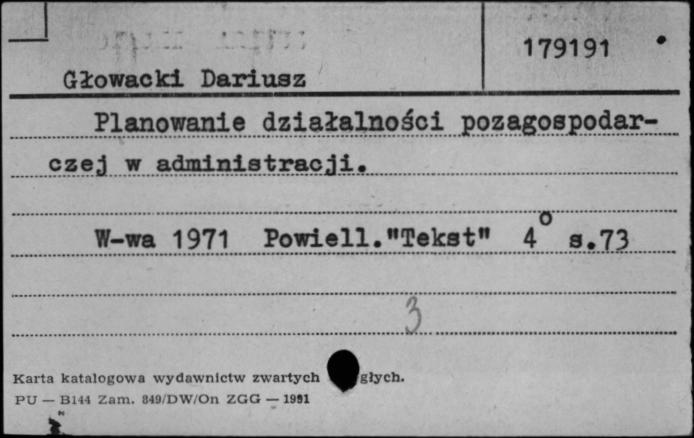 179191
Głowacki Dariusz
Planowanie działalności pozagospodar-
czej w administracji.
W-wa 1971 Powiell."Tekst" 4° s.73
3
Karta katalogowa wydawnictw zwartych głych.
PU — B144 Zam. 849/DW/On ZGG — 1981